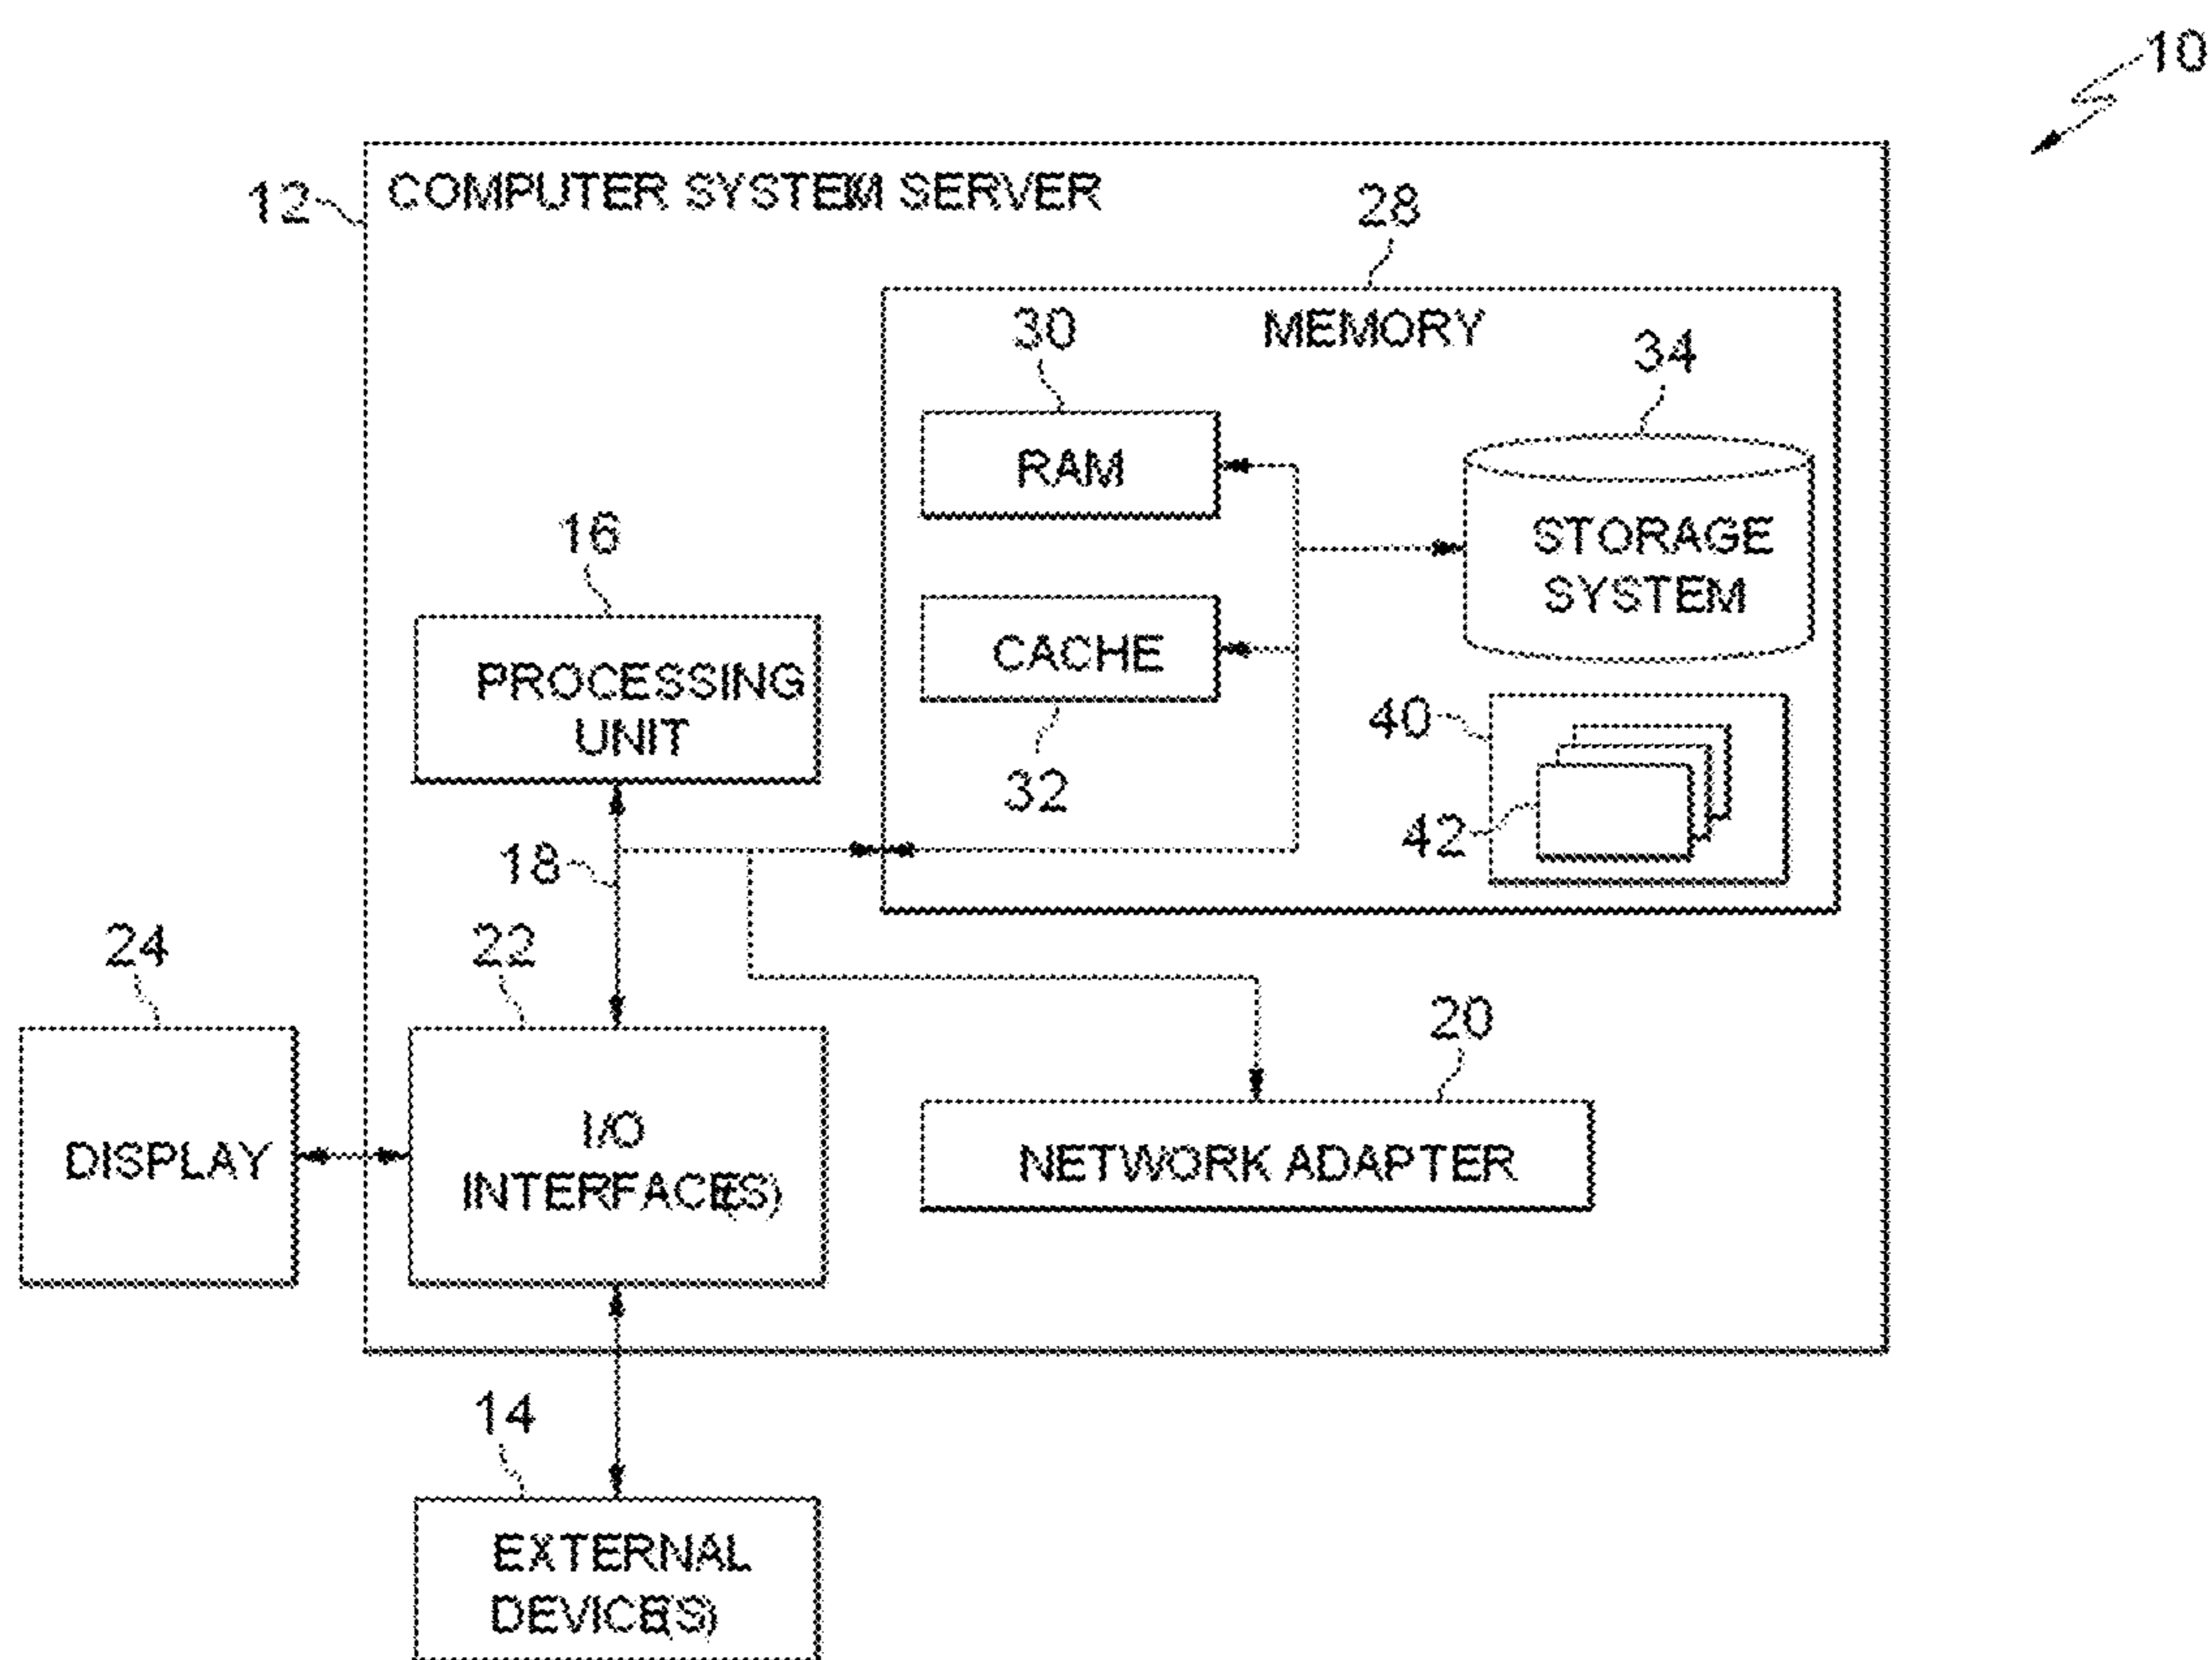 10
12
COMPUTER SYSTEM SERVER
28
MEMORY
30
34
RAM
STORAGE
SYSTEM
16
PROCESSING
UNIT
CACHE
32
40
42
18
22
24
20
DISPLAY
I/O
INTERFACE(S)
NETWORK ADAPTER
14
EXTERNAL
DEVICE(S)